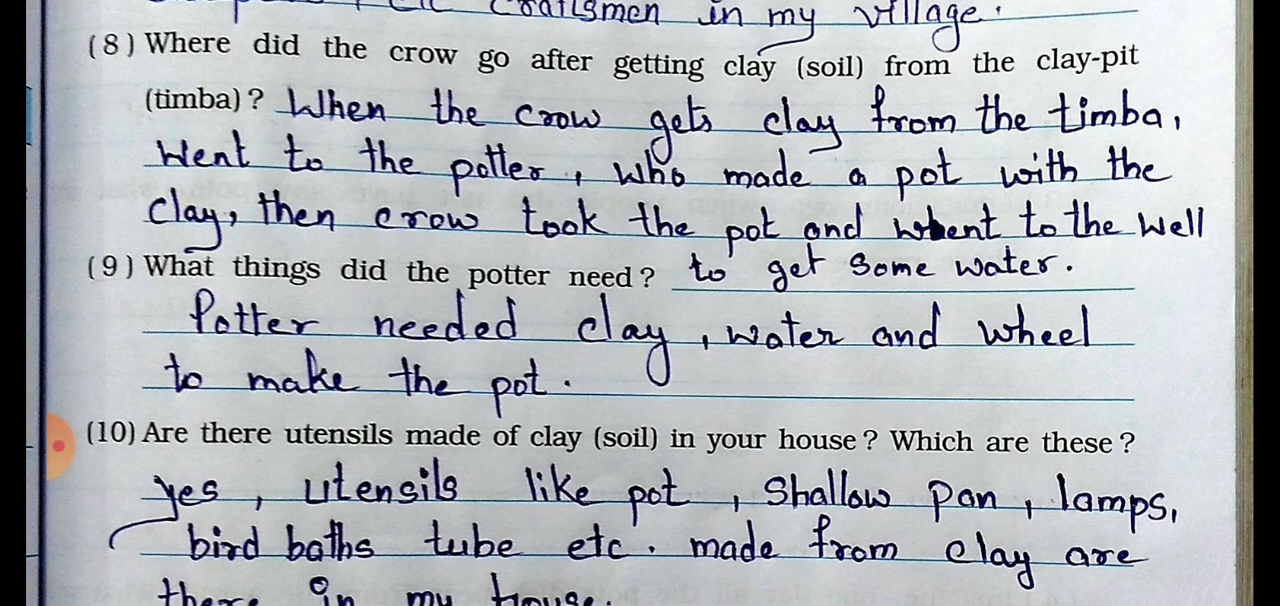 craftsmen in my village.
(8) Where did the crow go after getting clay (soil) from the clay-pit
(timba)? When the crow gets clay from the timba,
Went to the potter, who made a pot with the
clay, then crow took the pot and went to the well
(9) What things did the potter need? to get some water.
Potter needed clay, water and wheel
to make the pot.
(10) Are there utensils made of clay (soil) in your house? Which are these?
yes, utensils like pot, shallow pan, lamps,
bird baths tube etc. made from clay are
there in my house.